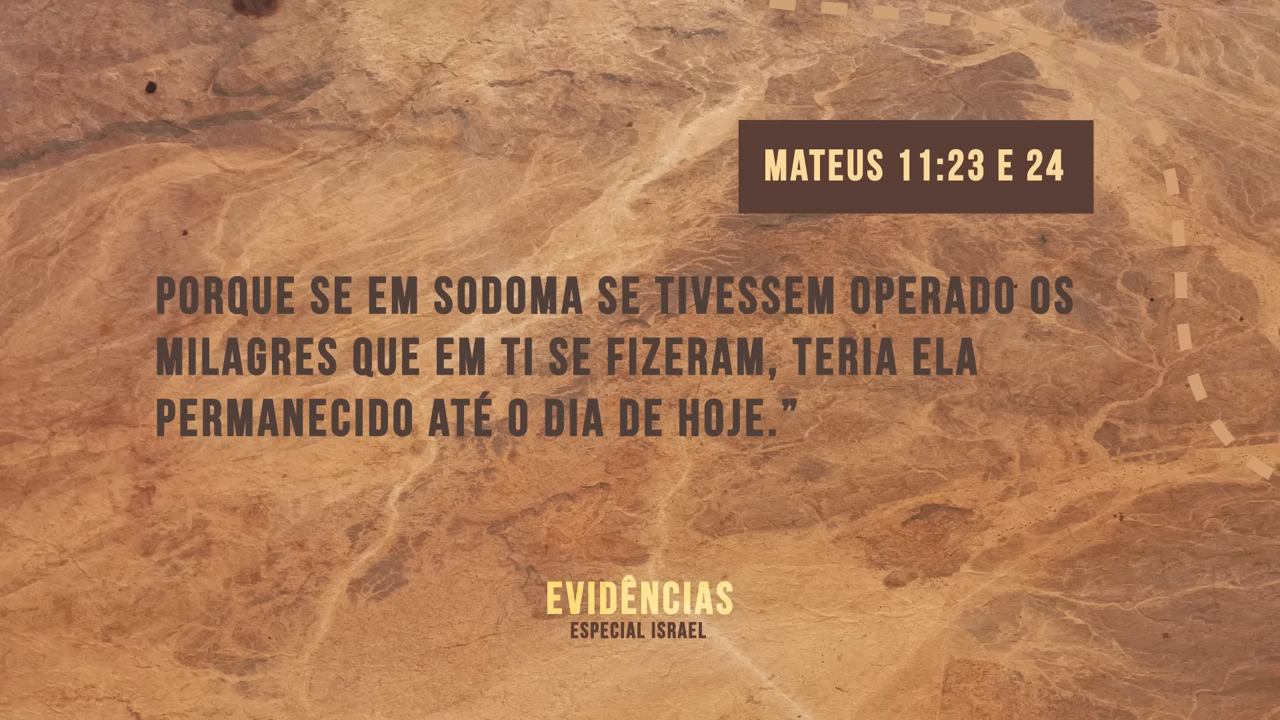 MATEUS 11:23 E 24
PORQUE SE EM SODOMA SE TIVESSEM OPERADO OS
MILAGRES QUE EM TI SE FIZERAM, TERIA ELA
PERMANECIDO ATÉ O DIA DE HOJE.”
EVIDÊNCIAS
ESPECIAL ISRAEL